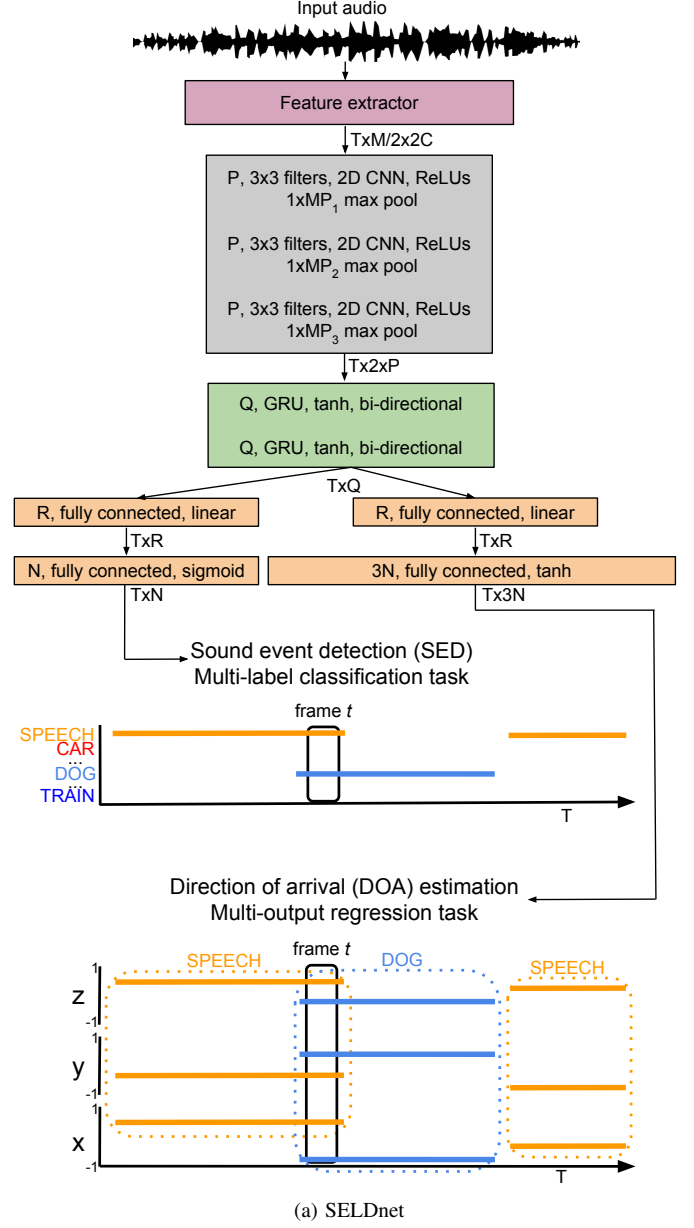 Input audio
Feature extractor
TxM/2x2C
P, 3x3 filters, 2D CNN, ReLUs
1xMP1 max pool
P, 3x3 filters, 2D CNN, ReLUs
1xMP2 max pool
P, 3x3 filters, 2D CNN, ReLUs
1xMP3 max pool
Tx2xP
Q, GRU, tanh, bi-directional
Q, GRU, tanh, bi-directional
TxQ
R, fully connected, linear
R, fully connected, linear
TxR
TxR
N, fully connected, sigmoid
3N, fully connected, tanh
TxN
Tx3N
Sound event detection (SED)
Multi-label classification task
frame t
SPEECH
CAR
...
DOG
...
TRAIN
T
Direction of arrival (DOA) estimation
Multi-output regression task
frame t
SPEECH
DOG
SPEECH
1
z
-1
1
y
-1
1
x
-1
T
(a) SELDnet